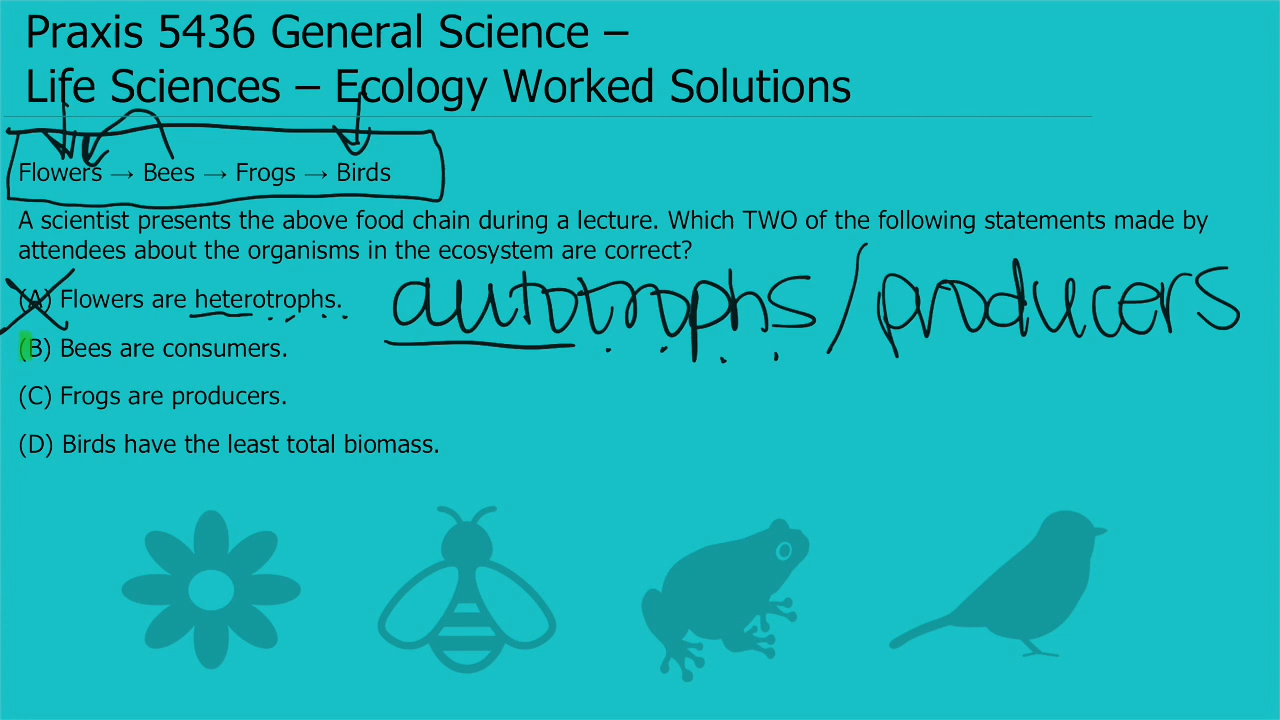 Praxis 5436 General Science –
Life Sciences – Ecology Worked Solutions
Flowers → Bees → Frogs → Birds
A scientist presents the above food chain during a lecture. Which TWO of the following statements made by
attendees about the organisms in the ecosystem are correct?
(A) Flowers are heterotrophs.
autotrophs/producers
(B) Bees are consumers.
(C) Frogs are producers.
(D) Birds have the least total biomass.